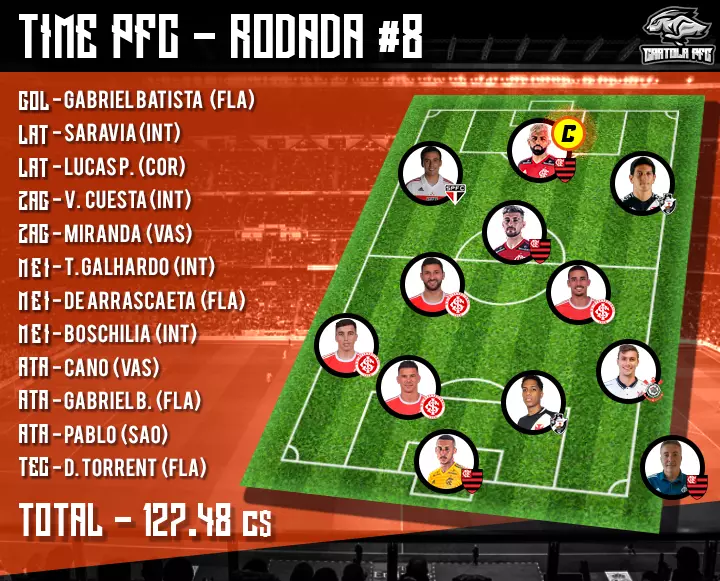 TIME PFC - RODADA #8
CARTOLA PFC
GOL - GABRIEL BATISTA (FLA)
LAT - SARAVIA (INT)
LAT - LUCAS P. (COR)
ZAG - V. CUESTA (INT)
ZAG - MIRANDA (VAS)
MEI - T. GALHARDO (INT)
MEI - DE ARRASCAETA (FLA)
MEI - BOSCHILIA (INT)
ATA - CANO (VAS)
ATA - GABRIEL B. (FLA)
ATA - PABLO (SAO)
TEC - D. TORRENT (FLA)
TOTAL - 127.48 C$
C
SPFC